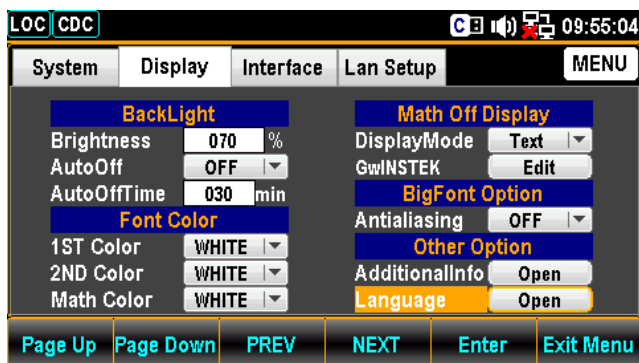 LOC CDC C 09:55:04
System Display Interface Lan Setup MENU
BackLight
Brightness 070 %
AutoOff OFF
AutoOffTime 030 min
Font Color
1ST Color WHITE
2ND Color WHITE
Math Color WHITE
Math Off Display
DisplayMode Text
GWINSTEK Edit
BigFont Option
Antialiasing OFF
Other Option
AdditionalInfo Open
Language Open
Page Up Page Down PREV NEXT Enter Exit Menu